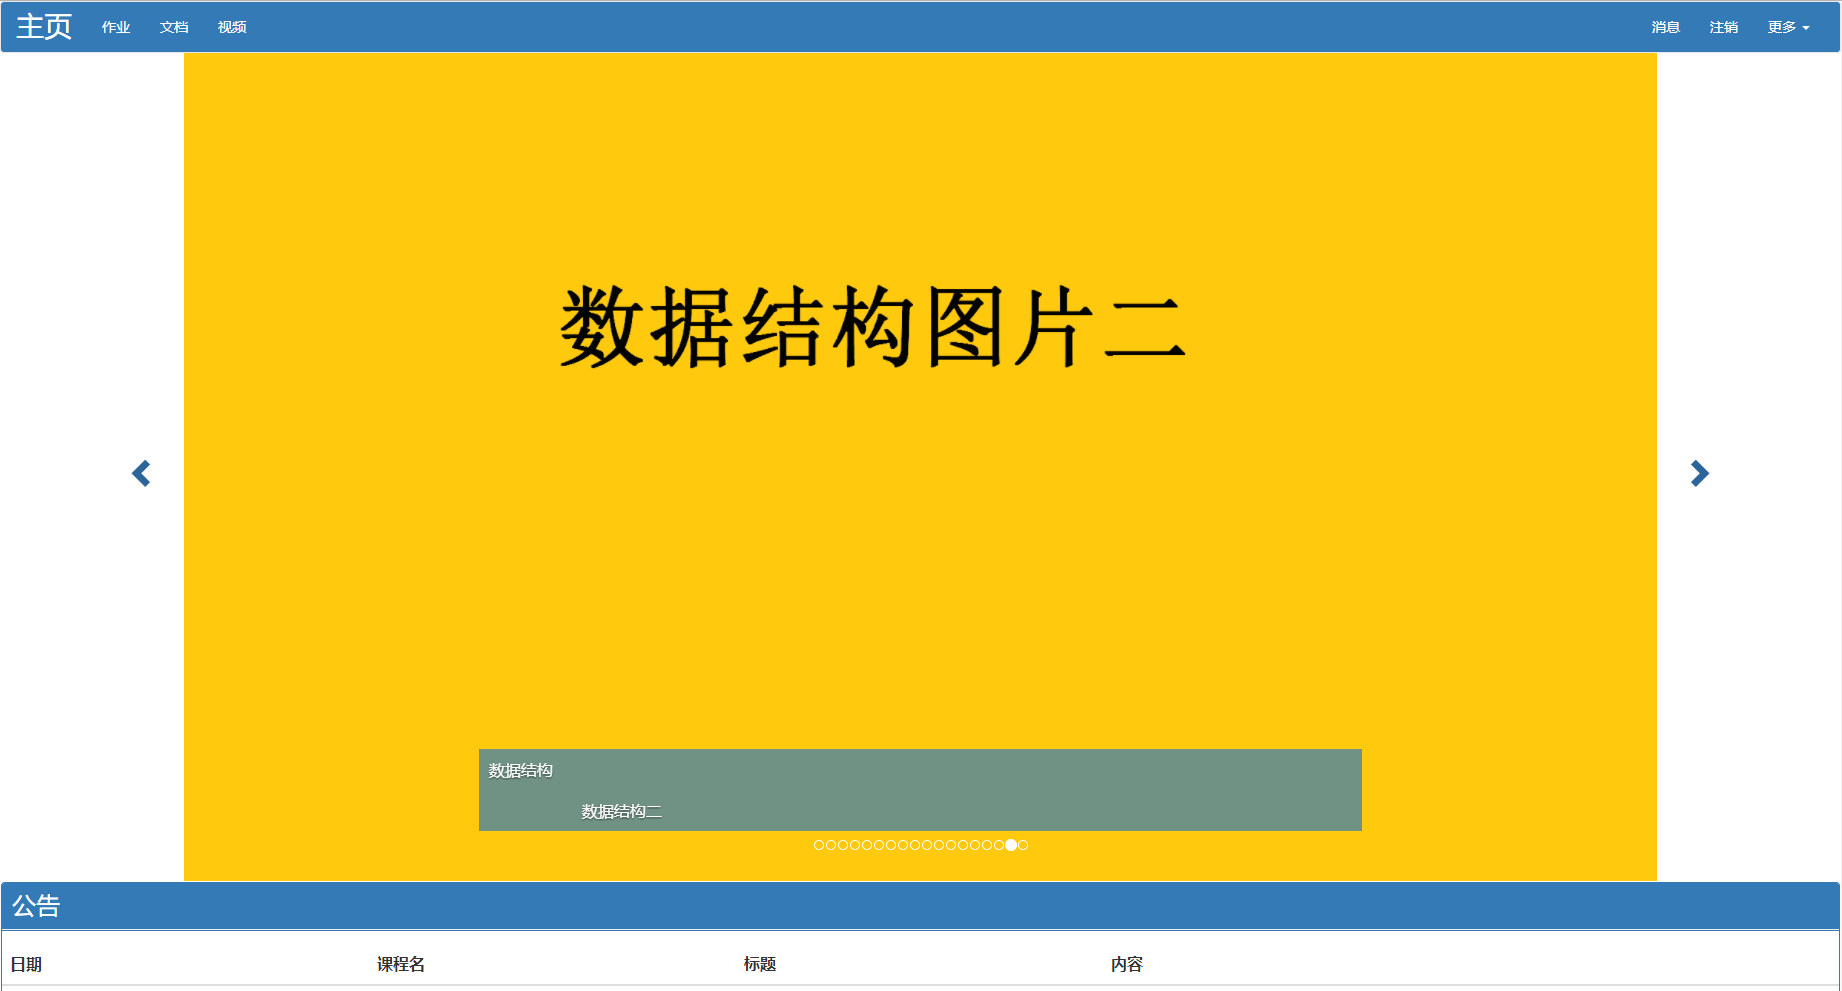 主页 作业 文档 视频 消息 注销 更多
数据结构图片二
数据结构
数据结构二
公告
日期 课程名 标题 内容